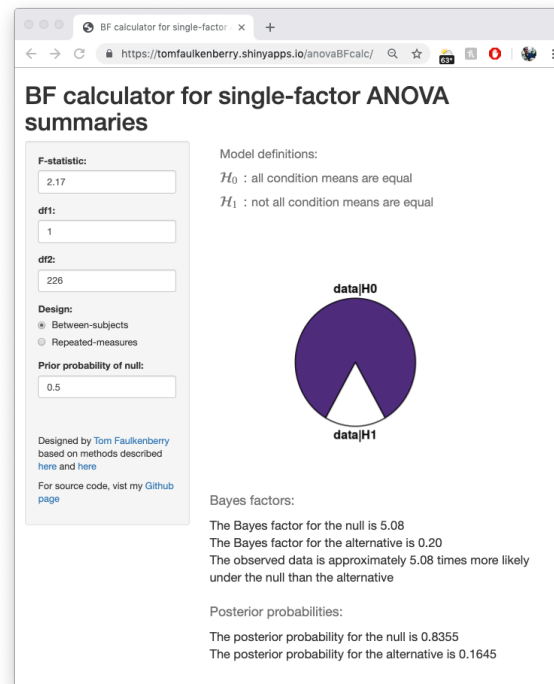 BF calculator for single-factor A
https://tomfaulkenberry.shinyapps.io/anovaBFcalc/
63°
BF calculator for single-factor ANOVA
summaries
F-statistic:
2.17
df1:
1
df2:
226
Design:
Between-subjects
Repeated-measures
Prior probability of null:
0.5
Designed by Tom Faulkenberry
based on methods described
here and here
For source code, vist my Github
page
Model definitions:
H0 : all condition means are equal
H1 : not all condition means are equal
data|H0
data|H1
Bayes factors:
The Bayes factor for the null is 5.08
The Bayes factor for the alternative is 0.20
The observed data is approximately 5.08 times more likely
under the null than the alternative
Posterior probabilities:
The posterior probability for the null is 0.8355
The posterior probability for the alternative is 0.1645